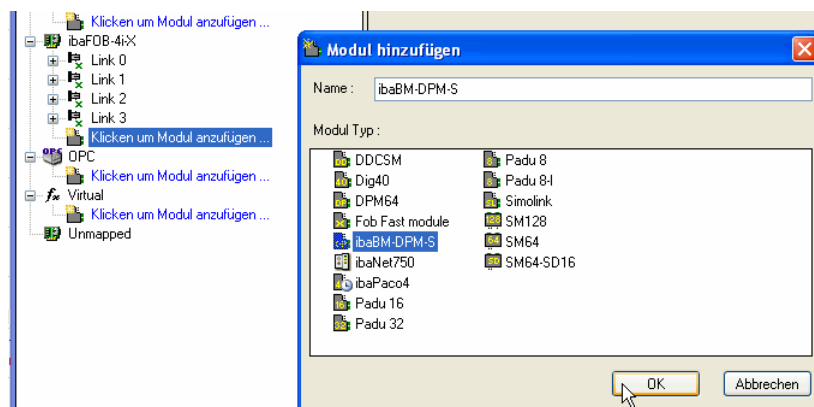 Klicken um Modul anzufügen ...
ibaFOB-4i-X
Link 0
Link 1
Link 2
Link 3
Klicken um Modul anzufügen ...
OPC
Klicken um Modul anzufügen ...
Virtual
Klicken um Modul anzufügen ...
Unmapped
Modul hinzufügen
Name : ibaBM-DPM-S
Modul Typ :
DDCSM
Dig40
DPM64
Fob Fast module
ibaBM-DPM-S
ibaNet750
ibaPaco4
Padu 16
Padu 32
Padu 8
Padu 8-I
Simolink
SM128
SM64
SM64-SD16
OK
Abbrechen